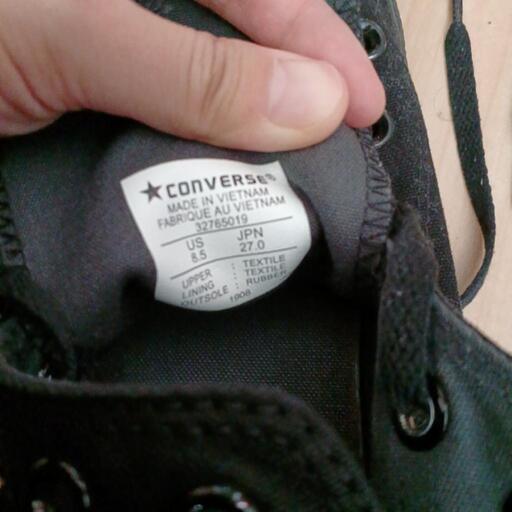 CONVERSE
MADE IN VIETNAM
FABRIQUE AU VIETNAM
32765019
US JPN
8.5 27.0
UPPER : TEXTILE
LINING : TEXTILE
OUTSOLE : RUBBER
1908